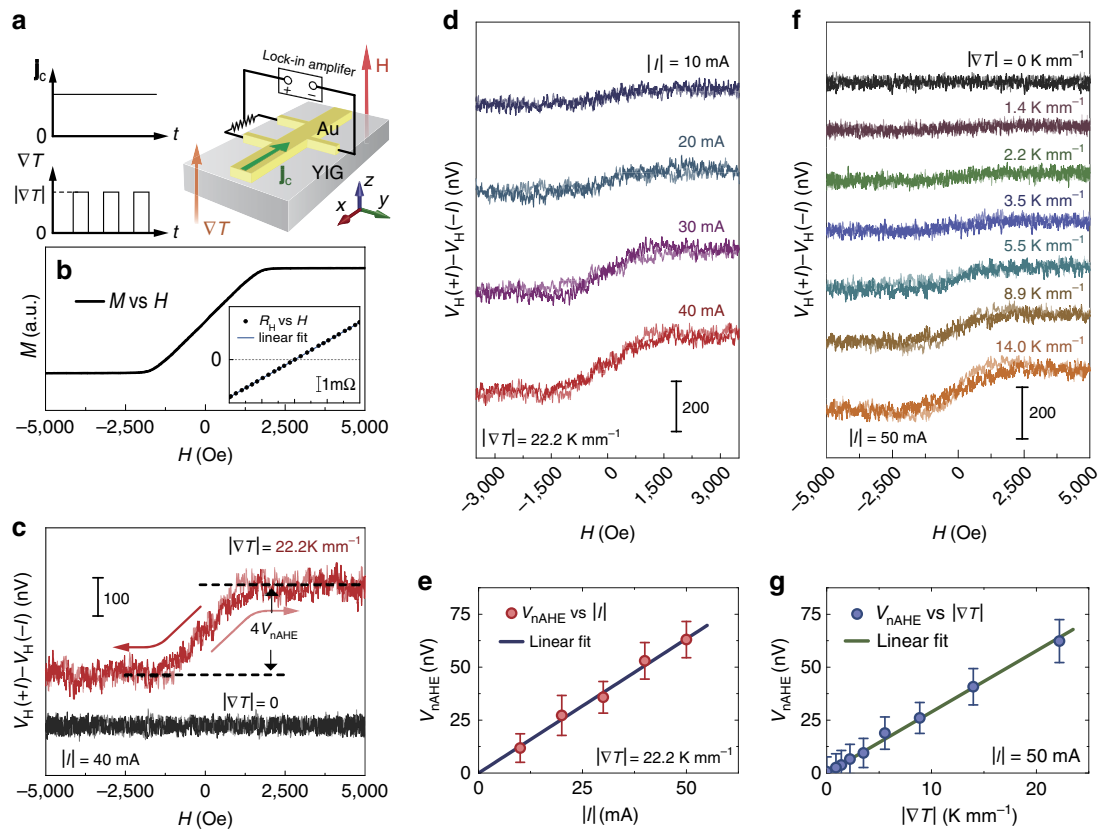 a
j_c
0
t
∇T
|∇T|
0
t
Lock-in amplifer
+ −
H
Au
YIG
j_c
∇T
z
x
y
b
M vs H
M (a.u.)
R_H vs H
linear fit
0
1mΩ
−5,000 −2,500 0 2,500 5,000
H (Oe)
c
|∇T| = 22.2K mm⁻¹
100
4V_nAHE
V_H(+I)−V_H(−I) (nV)
|∇T| = 0
|I| = 40 mA
−5,000 −2,500 0 2,500 5,000
H (Oe)
d
|I| = 10 mA
20 mA
30 mA
40 mA
V_H(+I)−V_H(−I) (nV)
200
|∇T| = 22.2 K mm⁻¹
−3,000 −1,500 0 1,500 3,000
H (Oe)
e
75
50
25
0
V_nAHE (nV)
V_nAHE vs |I|
Linear fit
|∇T| = 22.2 K mm⁻¹
0 25 50
|I| (mA)
f
|∇T| = 0 K mm⁻¹
1.4 K mm⁻¹
2.2 K mm⁻¹
3.5 K mm⁻¹
5.5 K mm⁻¹
8.9 K mm⁻¹
14.0 K mm⁻¹
V_H(+I)−V_H(−I) (nV)
200
|I| = 50 mA
−5,000 −2,500 0 2,500 5,000
H (Oe)
g
75
50
25
0
V_nAHE (nV)
V_nAHE vs |∇T|
Linear fit
|I| = 50 mA
0 10 20
|∇T| (K mm⁻¹)